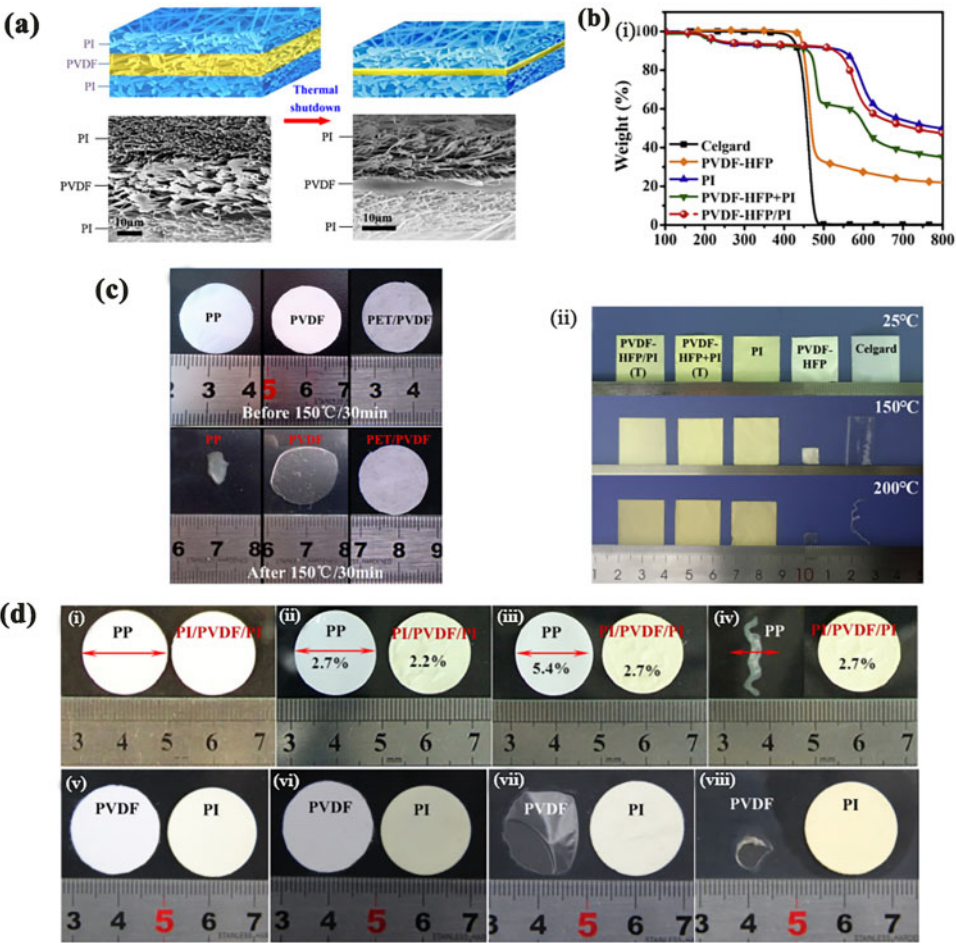 (a)
PI
PVDF
PI
Thermal
shutdown
PI
PVDF
PI
10μm
PI
PVDF
PI
10μm
(b)
(i)
Weight (%)
100
80
60
40
20
0
Celgard
PVDF-HFP
PI
PVDF-HFP+PI
PVDF-HFP/PI
100 200 300 400 500 600 700 800
(c)
PP
PVDF
PET/PVDF
2 3 4 5 6 7 3 4
Before 150℃/30min
PP
PVDF
PET/PVDF
6 7 8 6 7 8 7 8 9
After 150℃/30min
(ii)
25°C
PVDF-
HFP/PI
(T)
PVDF-
HFP+PI
(T)
PI
PVDF-
HFP
Celgard
150°C
200°C
1 2 3 4 5 6 7 8 9 10 1 2 3 4 5
(d)
(i)
PP
PI/PVDF/PI
3 4 5 6 7
(ii)
PP
2.7%
PI/PVDF/PI
2.2%
3 4 5 6 7
mm
(iii)
PP
5.4%
PI/PVDF/PI
2.7%
3 4 5 6 7
mm
(iv)
PP
PI/PVDF/PI
2.7%
3 4 5 6 7
mm
(v)
PVDF
PI
3 4 5 6 7
(vi)
PVDF
PI
3 4 5 6 7
(vii)
PVDF
PI
3 4 5 6 7
(viii)
PVDF
PI
3 4 5 6 7